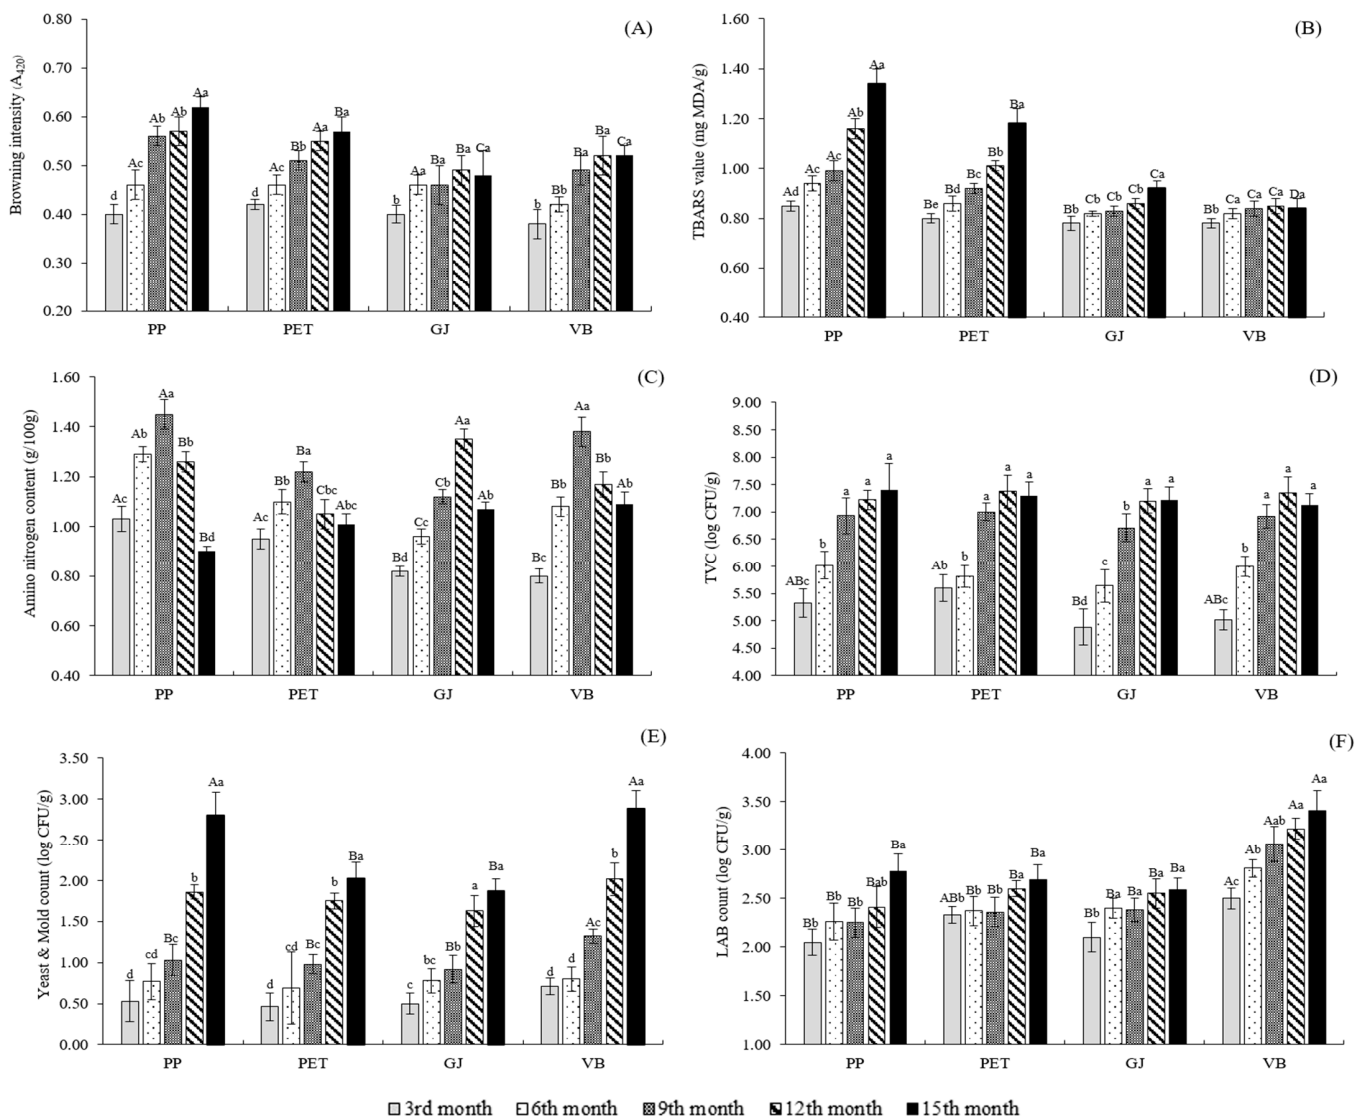 (A)
Browning intensity (A420)
0.80
0.70
0.60
0.50
0.40
0.30
0.20
d Ac Ab Ab Aa
d Ac Bb Aa Ba
b Aa Ba Ba Ca
b Bb Ba Ba Ca
PP PET GJ VB
(B)
TBARS value (mg MDA/g)
1.60
1.40
1.20
1.00
0.80
0.60
0.40
Ad Ac Ac Ab Aa
Be Bd Bc Bb Ba
Bb Cb Cb Cb Ca
Bb Ca Ca Ca Da
PP PET GJ VB
(C)
Amino nitrogen content (g/100g)
1.60
1.40
1.20
1.00
0.80
0.60
0.40
Ac Ab Aa Bb Bd
Ac Bb Ba Cbc Abc
Bd Cc Cb Aa Ab
Bc Bb Aa Bb Ab
PP PET GJ VB
(D)
TVC (log CFU/g)
9.00
8.50
8.00
7.50
7.00
6.50
6.00
5.50
5.00
4.50
4.00
ABc b a a a
Ab b a a a
Bd c b a a
ABc b a a a
PP PET GJ VB
(E)
Yeast & Mold count (log CFU/g)
3.50
3.00
2.50
2.00
1.50
1.00
0.50
0.00
d cd Bc b Aa
d cd Bc b Ba
c bc Bb a Ba
d d Ac b Aa
PP PET GJ VB
(F)
LAB count (log CFU/g)
4.00
3.50
3.00
2.50
2.00
1.50
1.00
Bb Bb Bb Bab Ba
ABb Bb Bb Ba Ba
Bb Ba Ba Ba Ba
Ac Ab Aab Aa Aa
PP PET GJ VB
3rd month 6th month 9th month 12th month 15th month